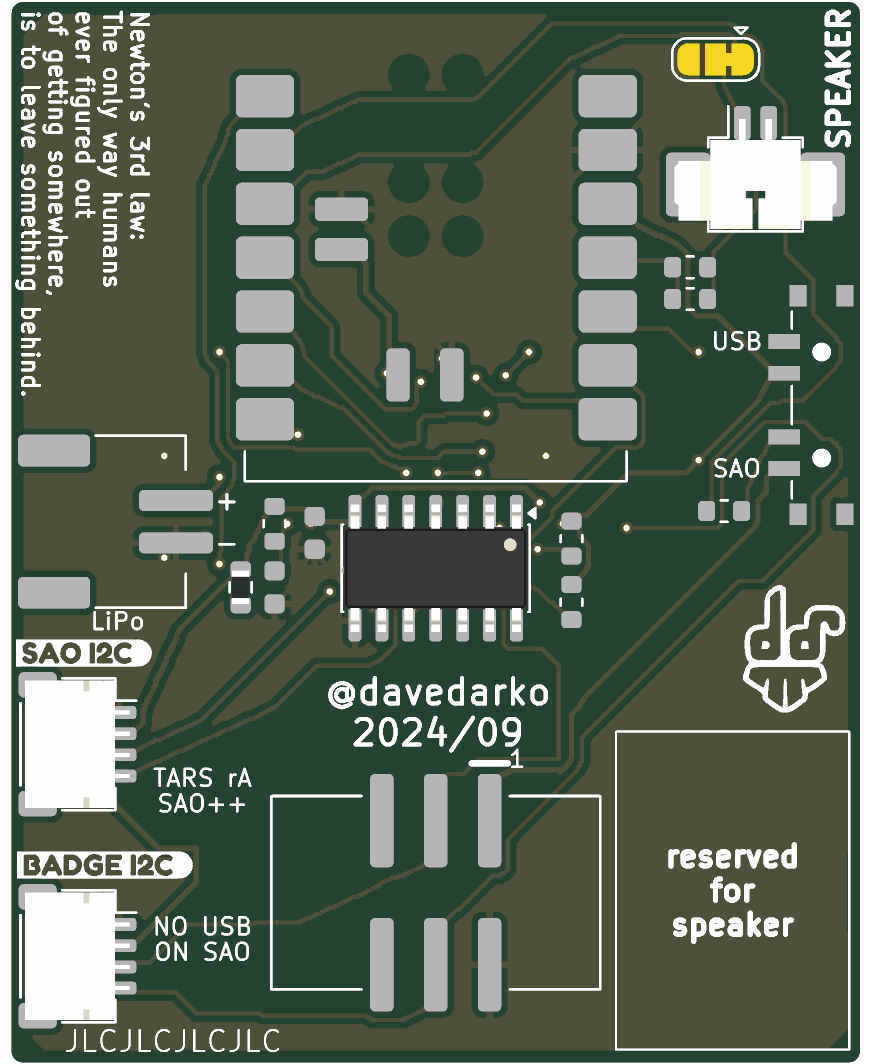 Newton's 3rd law:
The only way humans
ever figured out
of getting somewhere,
is to leave something behind.
SPEAKER
USB
SAO
+
−
LiPo
SAO I2C
@davedarko
2024/09
1
TARS rA
SAO++
BADGE I2C
NO USB
ON SAO
reserved
for
speaker
JLCJLCJLCJLC